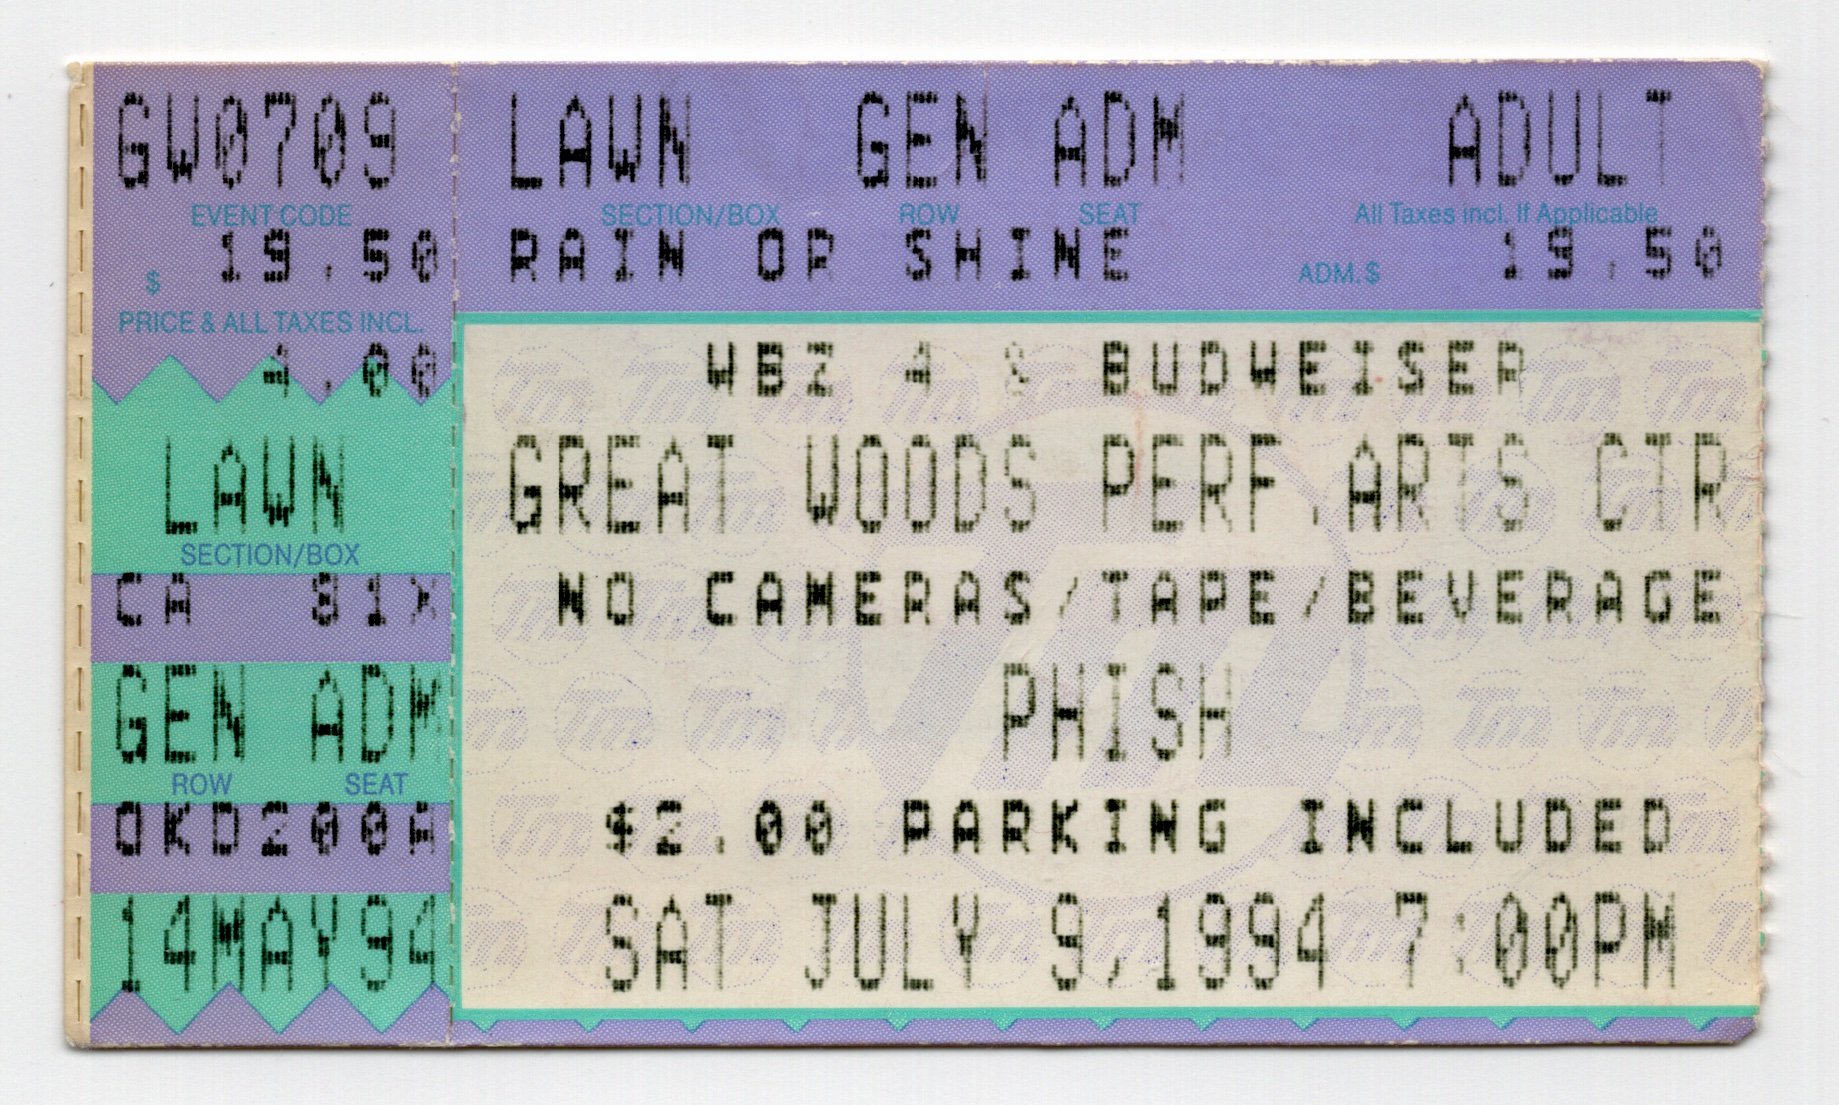 GW0709
EVENT CODE
$ 19.50
PRICE & ALL TAXES INCL.
4.00
LAWN
SECTION/BOX
CA 81X
GEN ADM
ROW SEAT
OKD200A
14MAY94
LAWN GEN ADM ADULT
SECTION/BOX ROW SEAT All Taxes incl. If Applicable
RAIN OR SHINE ADM. $ 19.50
WBZ 4 & BUDWEISER
GREAT WOODS PERF.ARTS CTR
NO CAMERAS/TAPE/BEVERAGE
PHISH
$2.00 PARKING INCLUDED
SAT JULY 9,1994 7:00PM